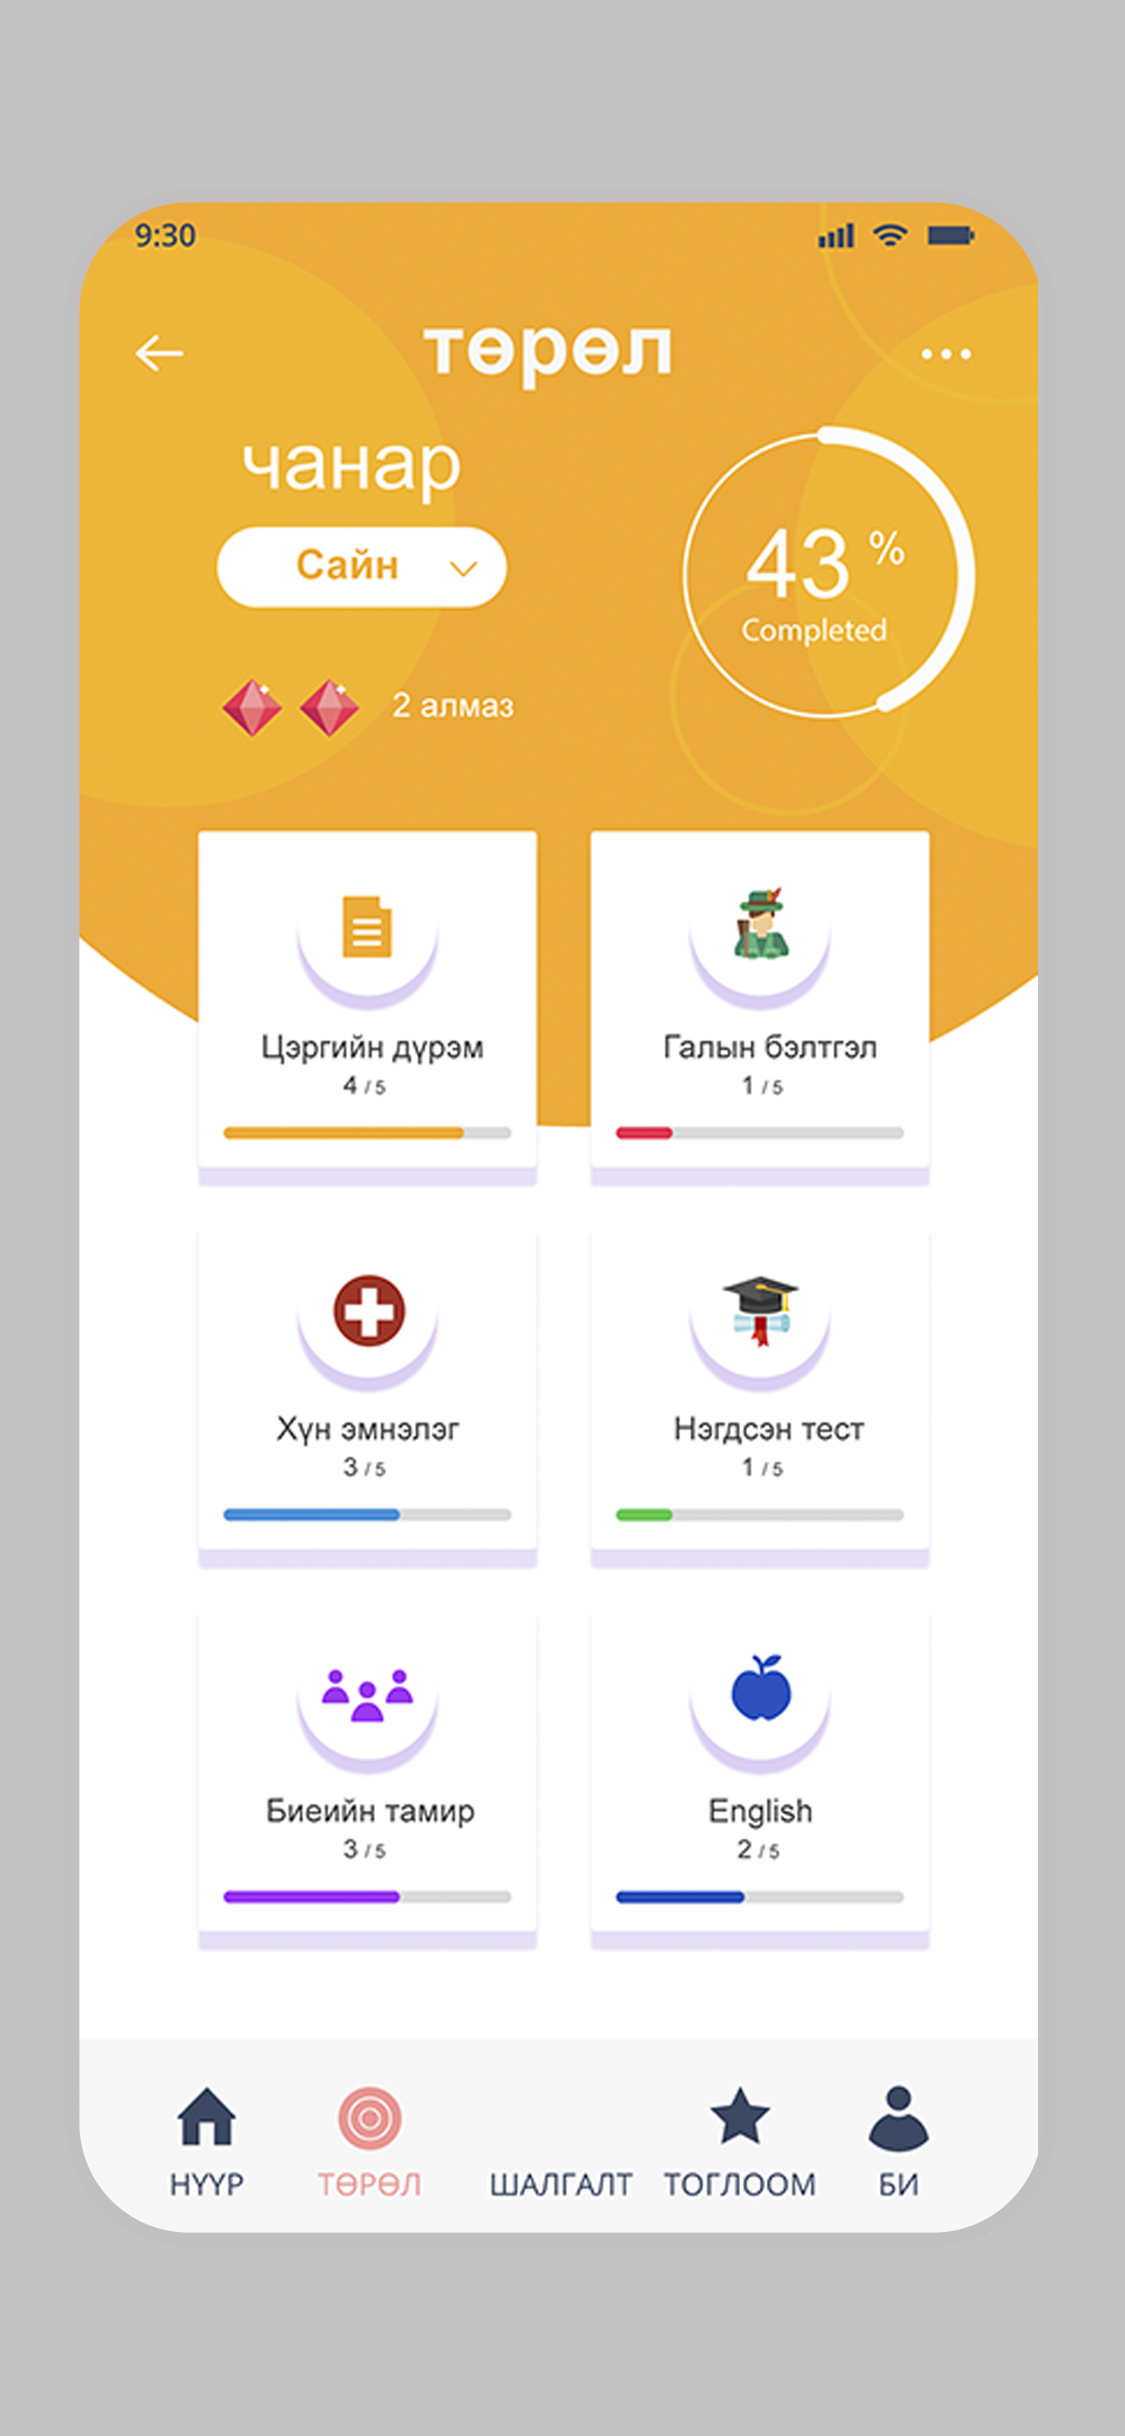 9:30
төрөл
чанар
Сайн
43 %
Completed
2 алмаз
Цэргийн дүрэм
4 / 5
Галын бэлтгэл
1 / 5
Хүн эмнэлэг
3 / 5
Нэгдсэн тест
1 / 5
Биеийн тамир
3 / 5
English
2 / 5
НҮҮР ТӨРӨЛ ШАЛГАЛТ ТОГЛООМ БИ